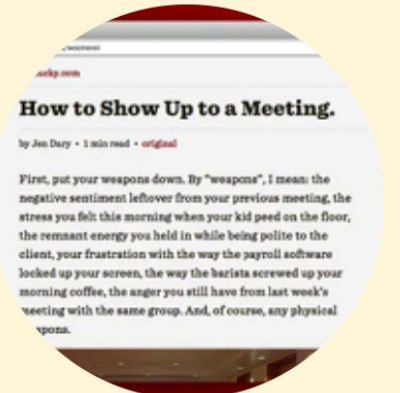 How to Show Up to a Meeting.
by Jen Dary • 1 min read • original
First, put your weapons down. By "weapons", I mean: the
negative sentiment leftover from your previous meeting, the
stress you felt this morning when your kid peed on the floor,
the remnant energy you held in while being polite to the
client, your frustration with the way the payroll software
locked up your screen, the way the barista screwed up your
morning coffee, the anger you still have from last week's
meeting with the same group. And, of course, any physical